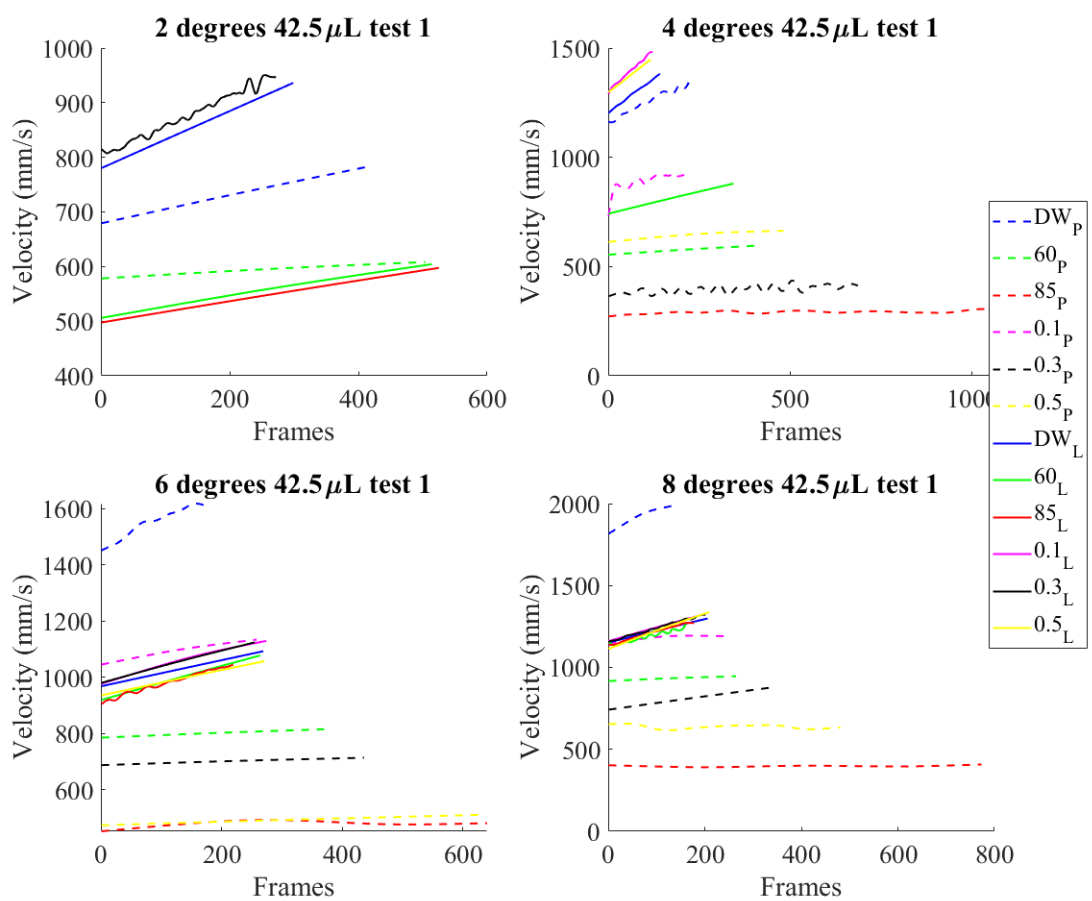 2 degrees 42.5μL test 1
1000
900
800
700
600
500
400
0 200 400 600
Velocity (mm/s)
Frames
4 degrees 42.5μL test 1
1500
1000
500
0
0 500 1000
Velocity (mm/s)
Frames
6 degrees 42.5μL test 1
1600
1400
1200
1000
800
600
0 200 400 600
Velocity (mm/s)
Frames
8 degrees 42.5μL test 1
2000
1500
1000
500
0
0 200 400 600 800
Velocity (mm/s)
Frames
DW_P
60_P
85_P
0.1_P
0.3_P
0.5_P
DW_L
60_L
85_L
0.1_L
0.3_L
0.5_L